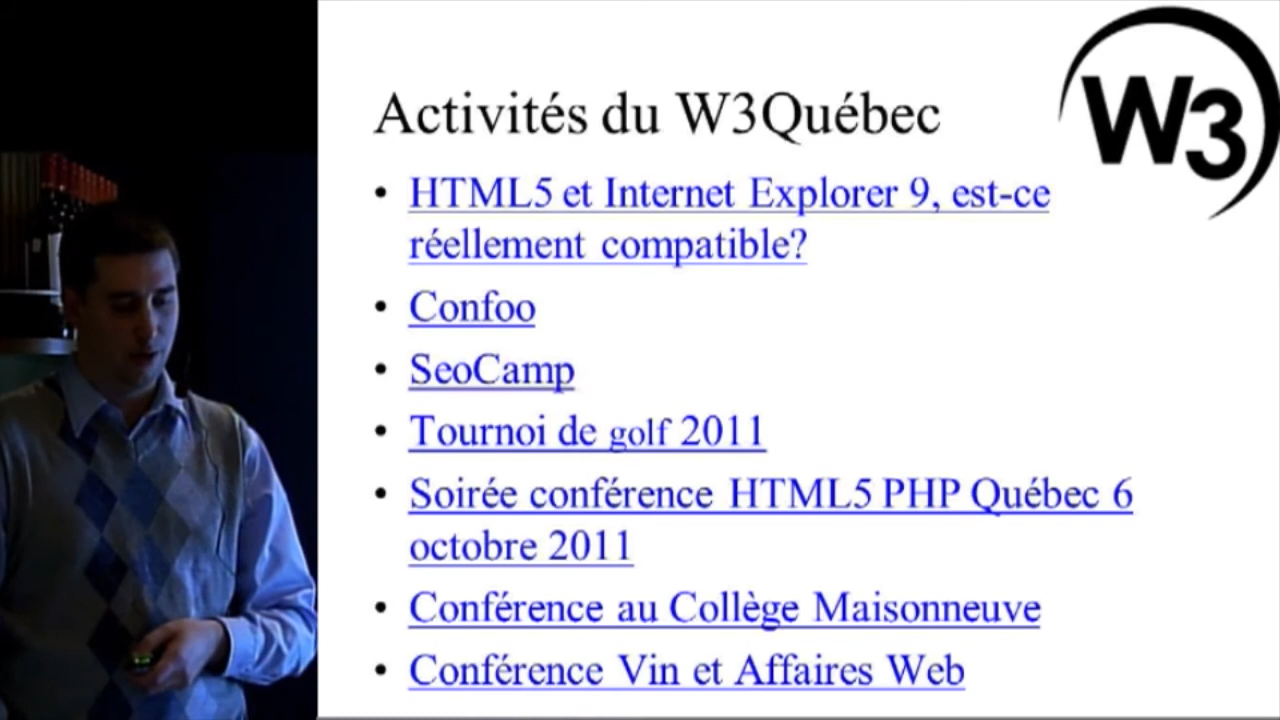 W3
Activités du W3Québec
• HTML5 et Internet Explorer 9, est-ce
réellement compatible?
• Confoo
• SeoCamp
• Tournoi de golf 2011
• Soirée conférence HTML5 PHP Québec 6
octobre 2011
• Conférence au Collège Maisonneuve
• Conférence Vin et Affaires Web